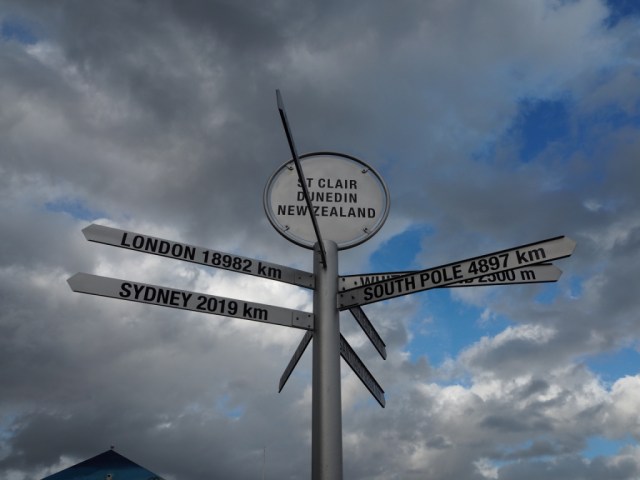 ST CLAIR
DUNEDIN
NEW ZEALAND
LONDON 18982 km
SYDNEY 2019 km
SOUTH POLE 4897 km